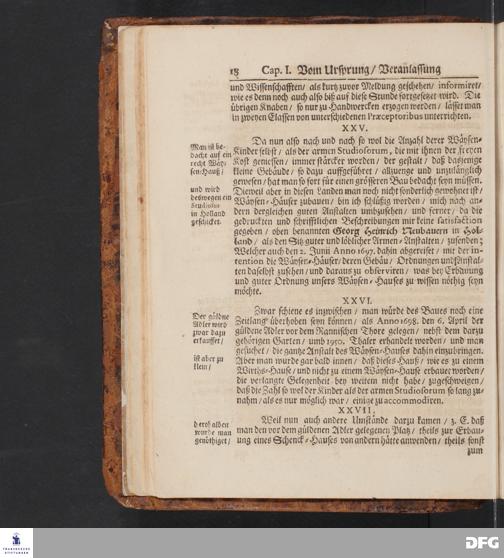 18 Cap. I. Vom Ursprung/ Veranlassung
und Wissenschafften/ als kurtz zuvor Meldung geschehen/ informiret/
wie es denn noch auch also biß auf diese Stunde fortgesetzet wird. Die
übrigen Knaben/ so nur zu Handwercken erzogen werden/ lässet man
in zweyen Classen von unterschiedenen Præceptoribus unterrichten.
XXV.
Man ist be-
dacht auf ein
recht Wäy-
sen-Hauß/
und wird
deswegen ein
Studiosus
in Holland
geschicket.
Da nun also nach und nach so wol die Anzahl derer Wäysen-
Kinder selbst/ als der armen Studiosorum, die mit ihnen der freyen
Kost geniessen/ immer stärcker worden/ der gestalt/ daß dasjenige
kleine Gebäude/ so dazu auffgeführet/ allzuenge und unzulänglich
gewesen/ hat man so fort für einen grösseren Bau bedacht seyn müssen.
Dieweil aber in diesen Landen man noch nicht sonderlich gewohnet ist/
Wäysen-Häuser zubauen/ bin ich schlüßig worden/ mich nach an-
dern dergleichen guten Anstalten umbzusehen/ und ferner/ da die
gedruckten und schrifftlichen Beschreibungen mir keine satisfaction
gegeben/ oben benannten Georg Heinrich Neubauern in Hol-
land/ als den Sitz guter und löblicher Armen-Anstalten/ zusenden;
Welcher auch den 2. Junii Anno 1697. dahin abgereiset/ mit der in-
tention die Wäysen-Häuser/ deren Gebäu/ Ordnungen und Anstal-
ten daselbst zusehen/ und daraus zu observiren/ was bey Erbauung
und guter Ordnung unsers Wäysen-Hauses zu wissen nöthig seyn
möchte.
XXVI.
Der güldne
Adler wird
zwar dazu
erkauffet/
ist aber zu
klein/
Zwar schiene es inzwischen/ man würde des Baues noch eine
Zeitlang überhoben seyn können/ als Anno 1698. den 6. April der
güldene Adler vor dem Rannischen Thore gelegen/ nebst dem darzu
gehörigen Garten/ umb 1950. Thaler erhandelt worden/ und man
gesuchet/ die gantze Anstalt des Wäysen-Hauses dahin einzubringen.
Aber man wurde gar bald innen/ daß dieses Hauß/ wie es zu einem
Wirths-Hause/ und nicht zu einem Wäysen-Hause erbauet worden/
die verlangte Gelegenheit bey weitem nicht habe/ zugeschweigen/
daß die Zahl so wol der Kinder als der armen Studiosorum so lang zu-
nahm/ als es nur möglich war/ einige zu accommodiren.
XXVII.
derohalben
wurde man
genöthiget/
Weil nun auch andere Umstände darzu kamen/ z. E. daß
man den vor dem güldenen Adler gelegenen Platz/ theils zur Erbau-
ung eines Schenck-Hauses von andern hätte anwenden/ theils sonst
zum
FRANCKESCHE
STIFTUNGEN
DFG